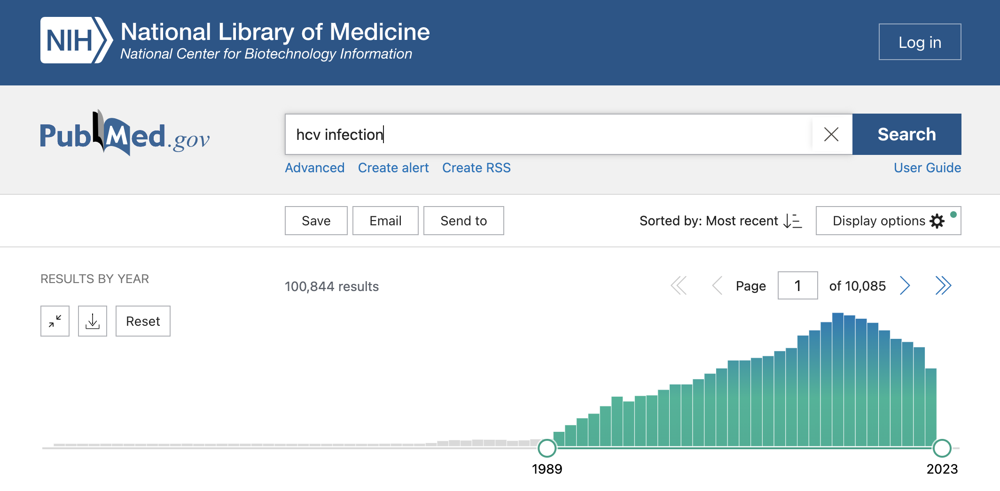 NIH National Library of Medicine
National Center for Biotechnology Information
Log in
PubMed.gov
hcv infection
Search
Advanced Create alert Create RSS User Guide
Save Email Send to Sorted by: Most recent Display options
RESULTS BY YEAR
100,844 results
Page 1 of 10,085
Reset
1989 2023